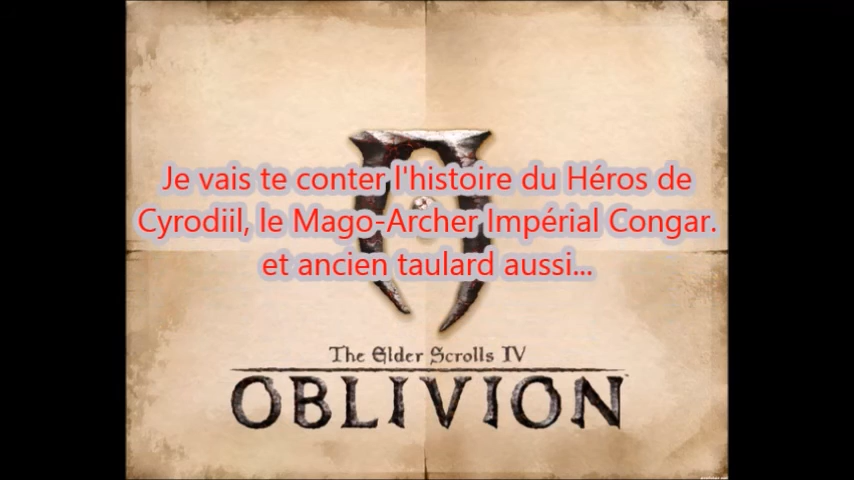 Je vais te conter l'histoire du Héros de
Cyrodiil, le Mago-Archer Impérial Congar.
et ancien taulard aussi...
The Elder Scrolls IV
OBLIVION